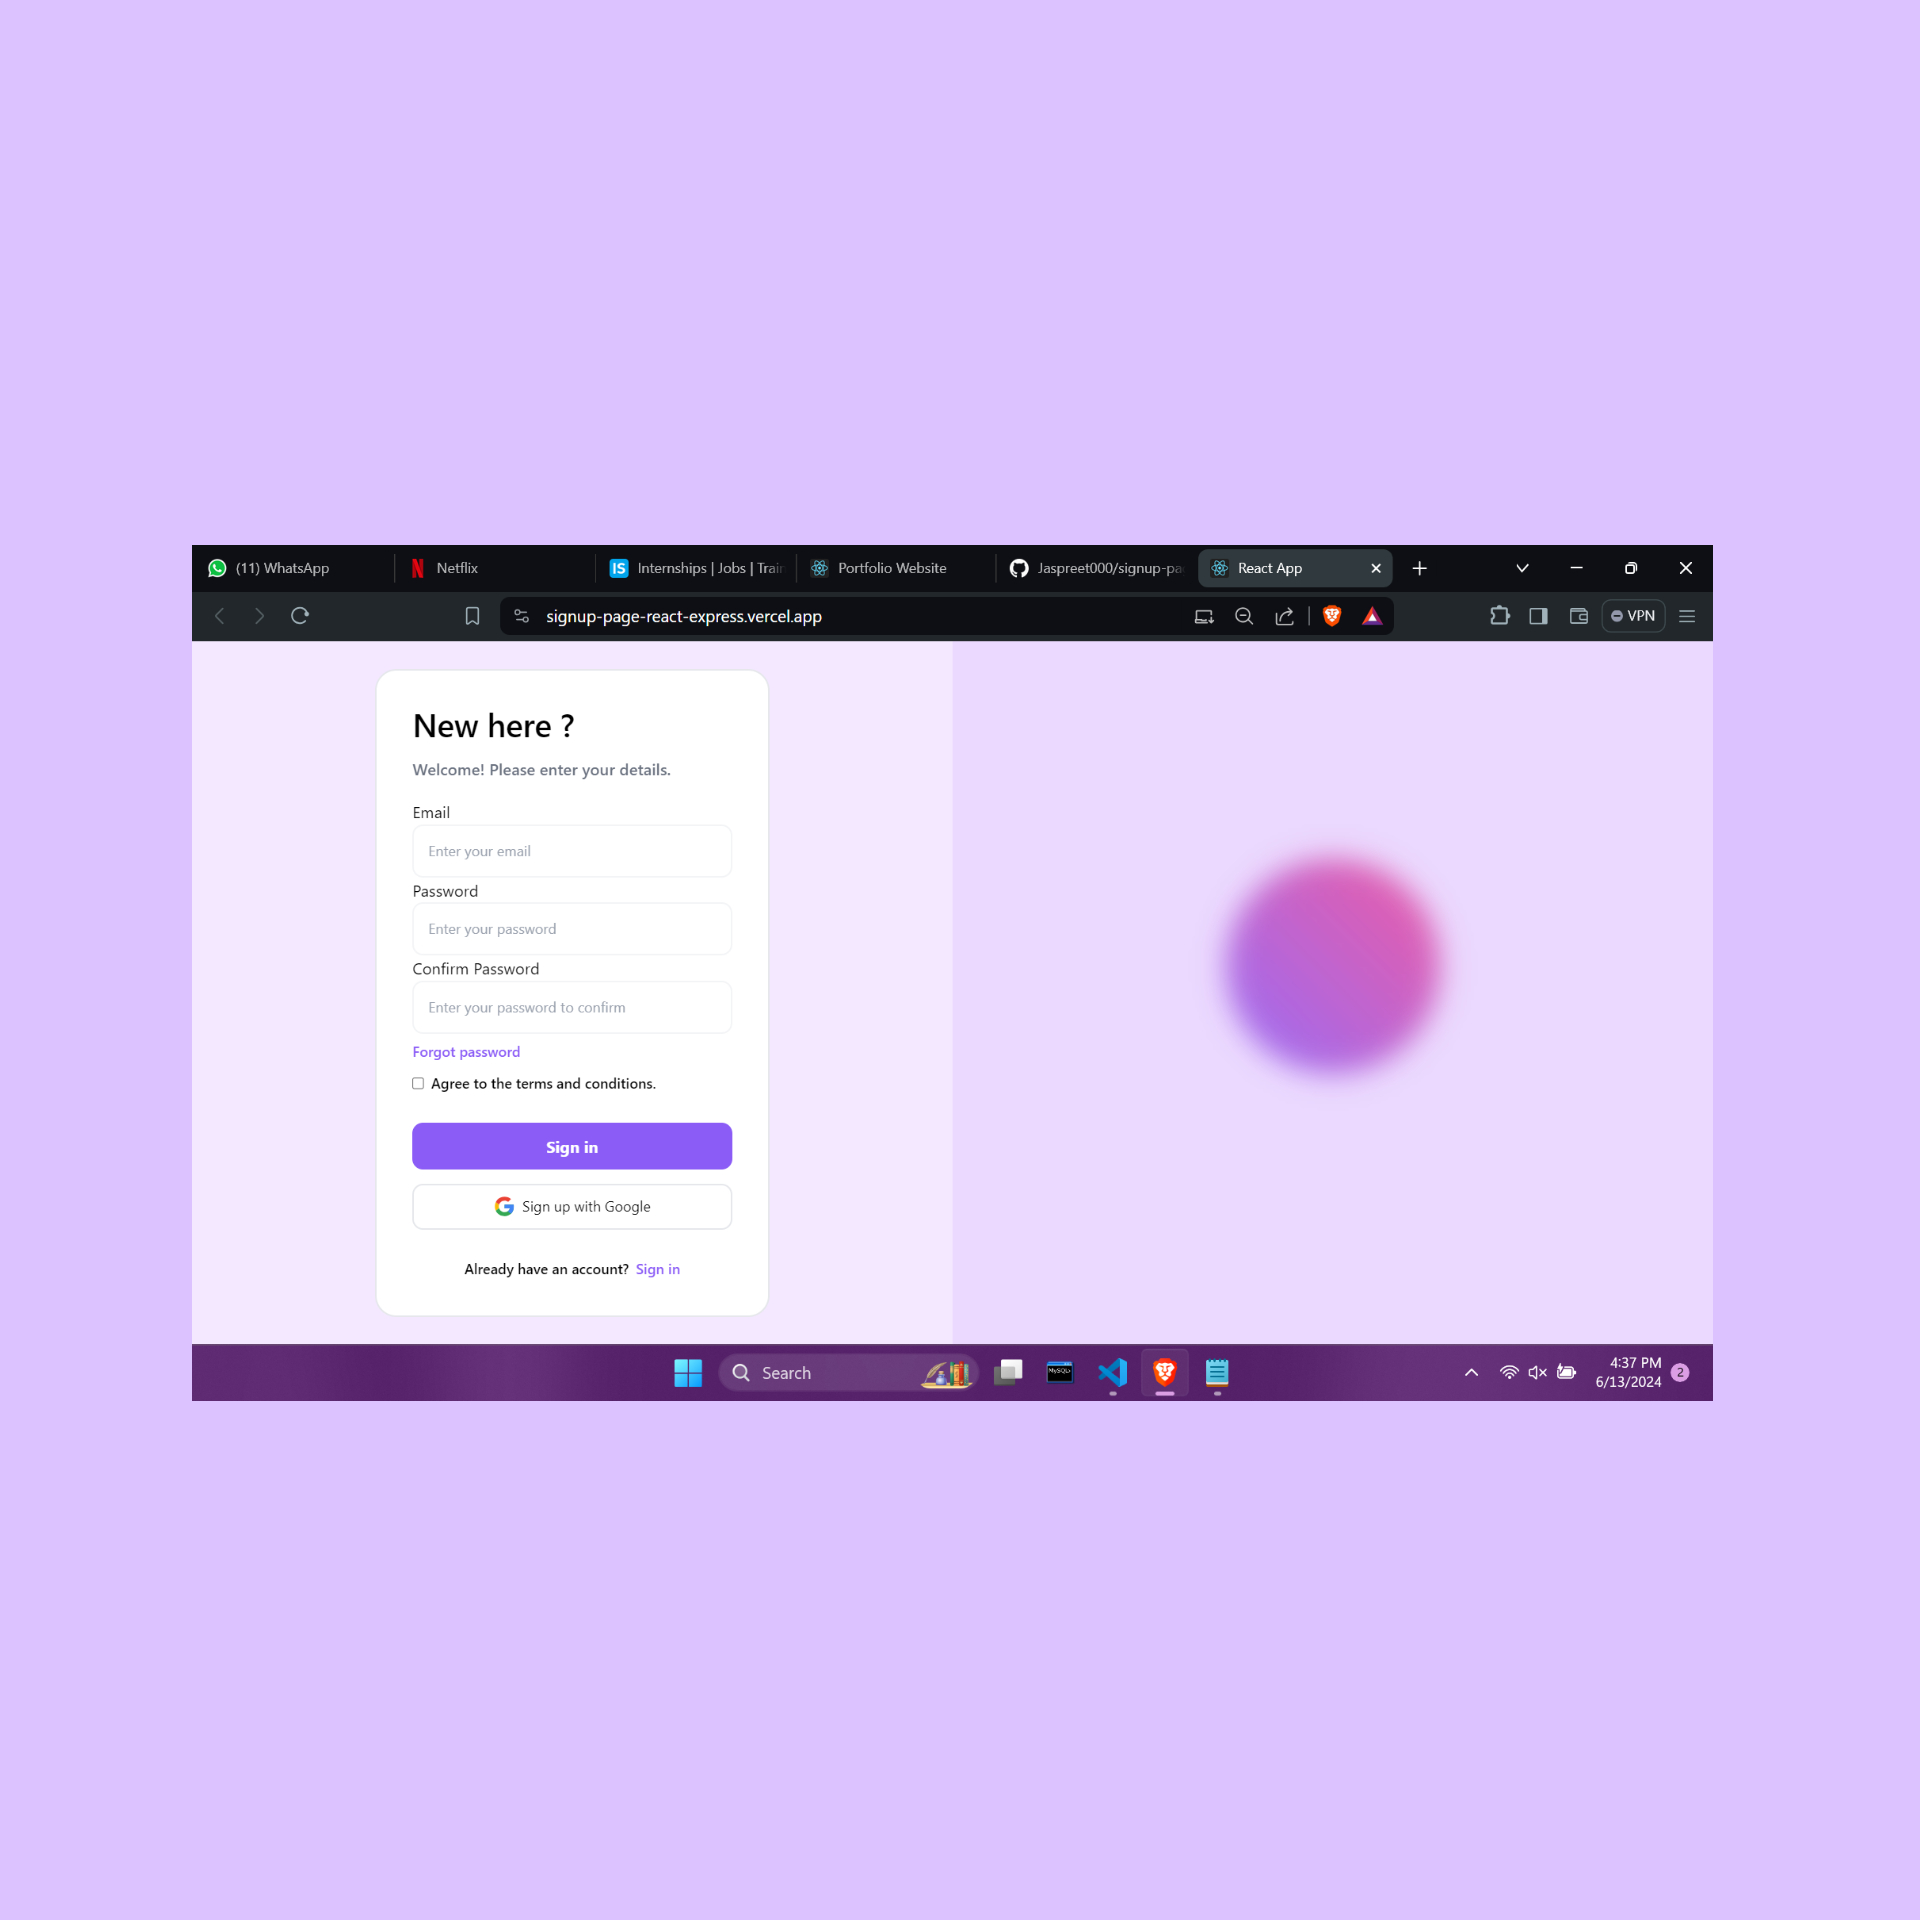 (11) WhatsApp
Netflix
IS Internships | Jobs | Train
Portfolio Website
Jaspreet000/signup-pa
React App
signup-page-react-express.vercel.app
VPN
New here ?
Welcome! Please enter your details.
Email
Enter your email
Password
Enter your password
Confirm Password
Enter your password to confirm
Forgot password
Agree to the terms and conditions.
Sign in
Sign up with Google
Already have an account? Sign in
Search
MySQL>
4:37 PM
6/13/2024
2